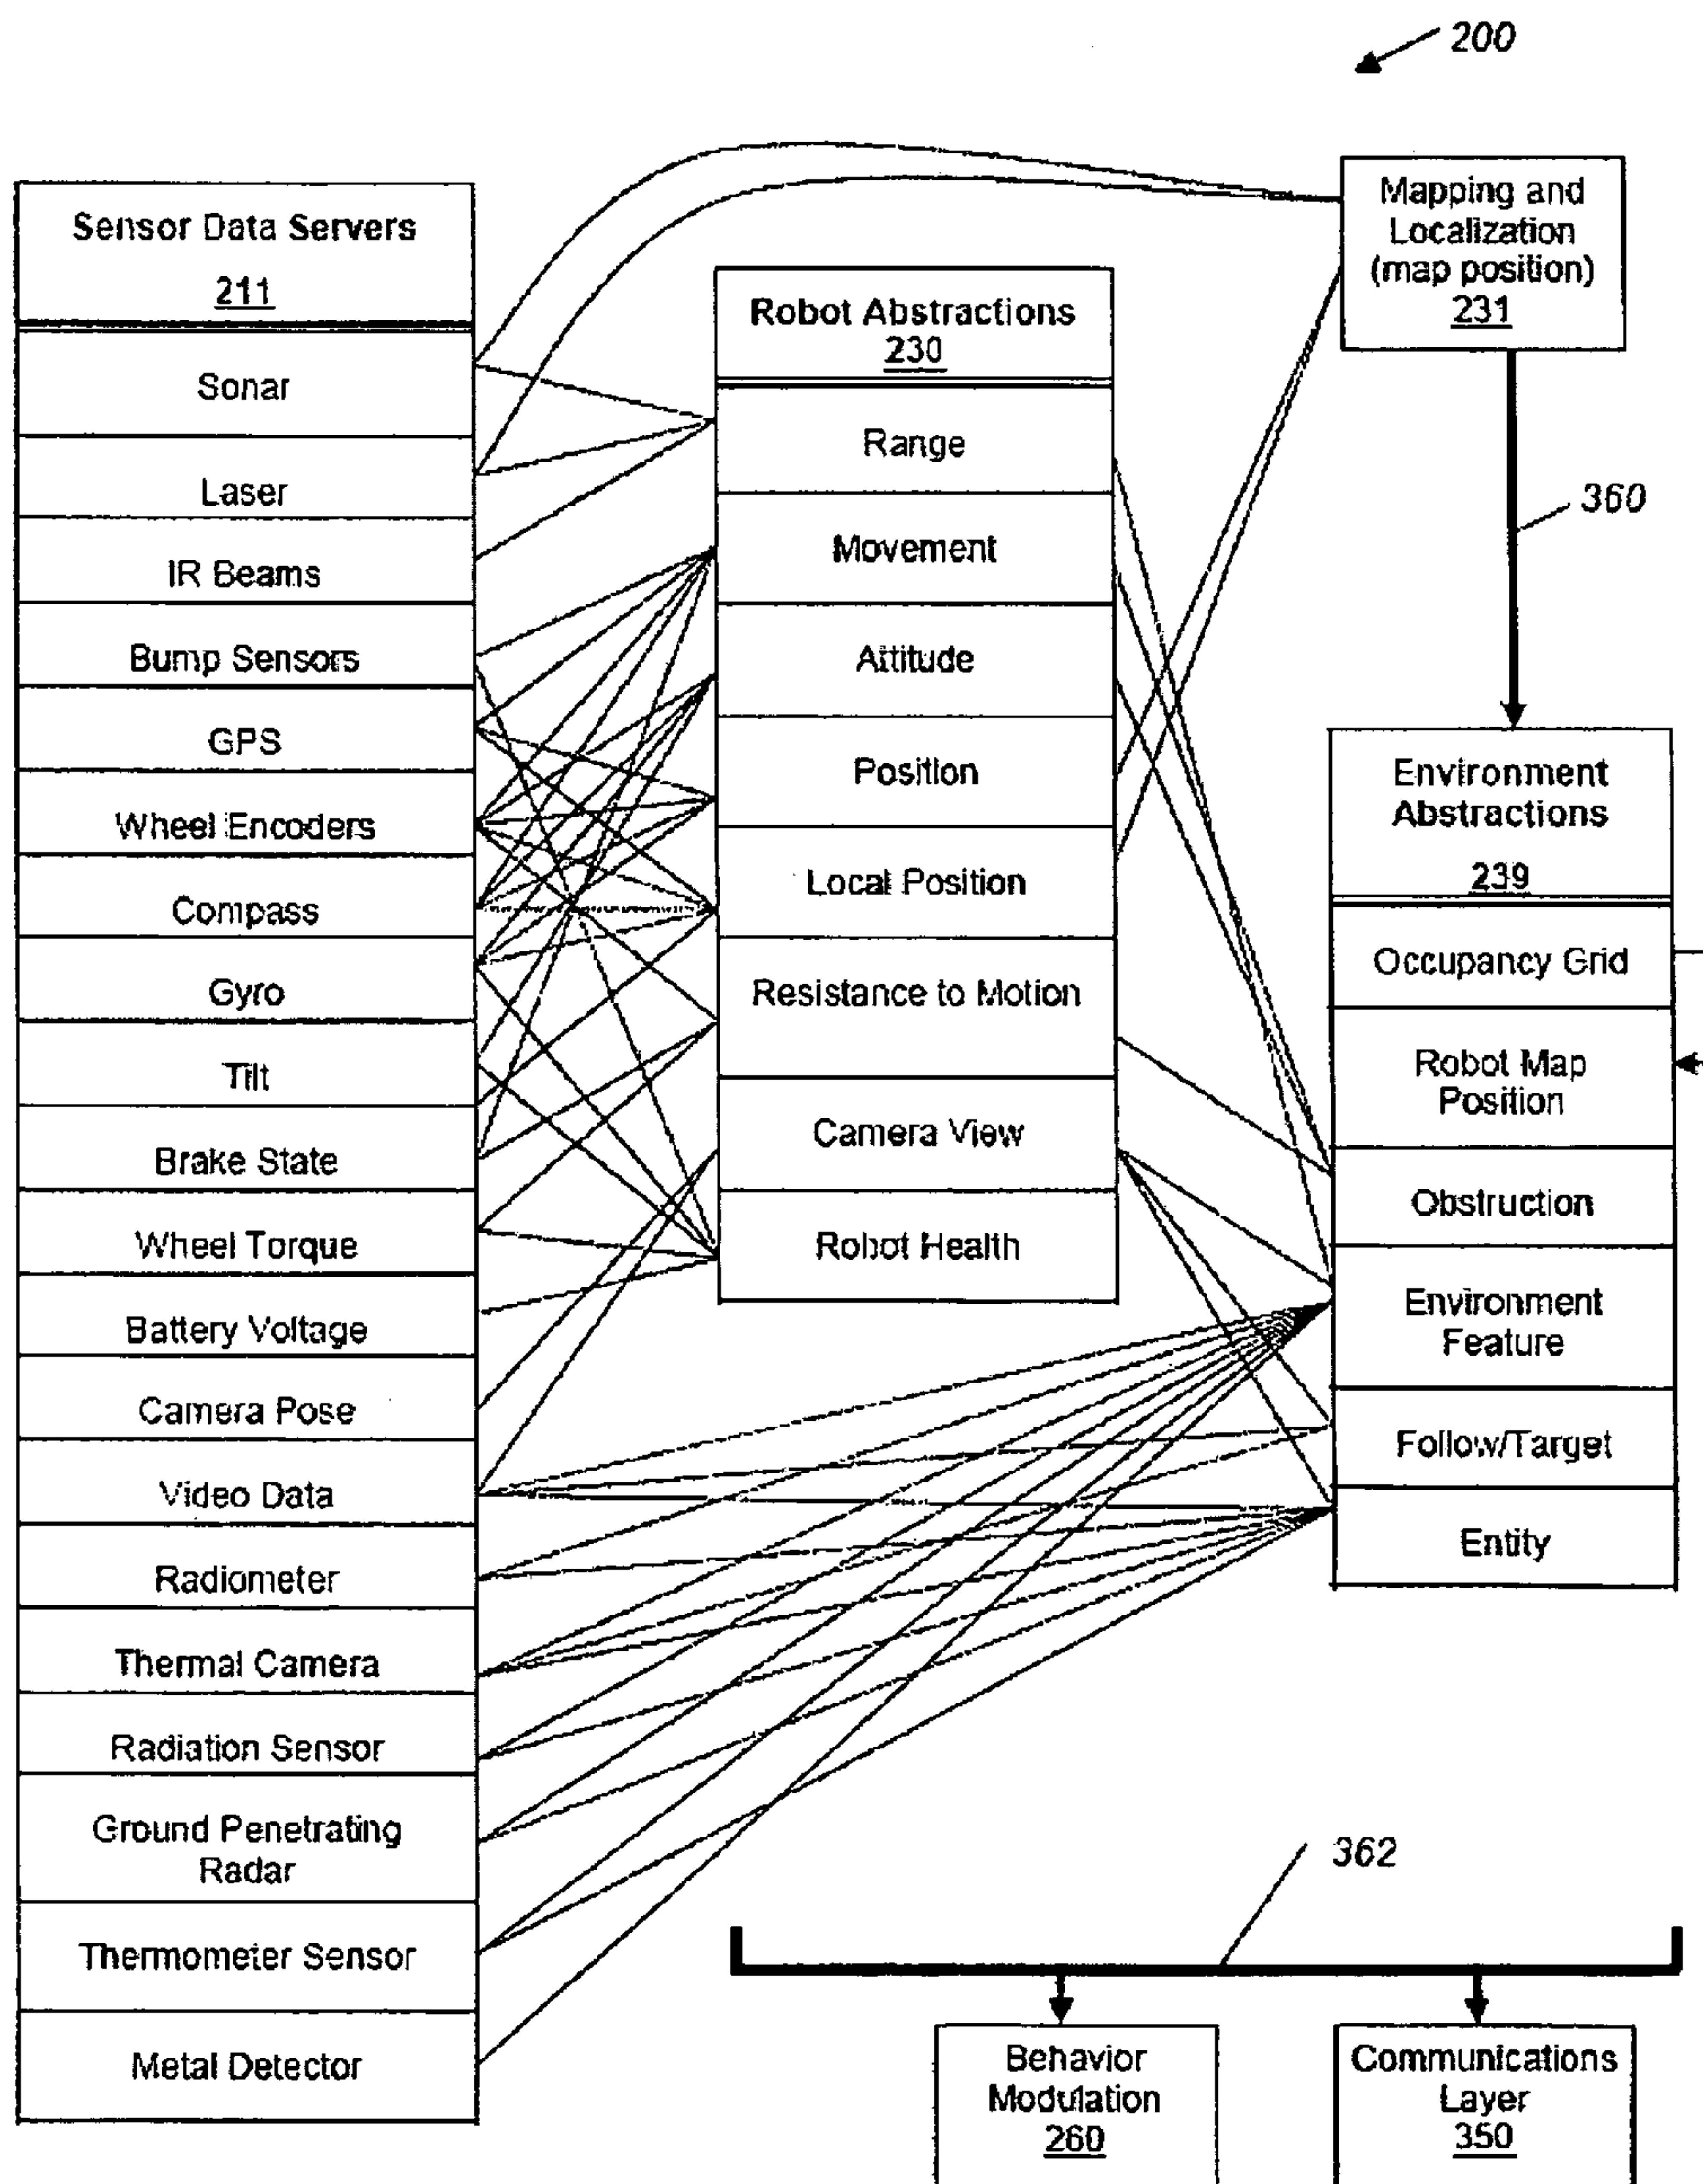 200
Sensor Data Servers
211
Sonar
Laser
IR Beams
Bump Sensors
GPS
Wheel Encoders
Compass
Gyro
Tilt
Brake State
Wheel Torque
Battery Voltage
Camera Pose
Video Data
Radiometer
Thermal Camera
Radiation Sensor
Ground Penetrating
Radar
Thermometer Sensor
Metal Detector
Robot Abstractions
230
Range
Movement
Attitude
Position
Local Position
Resistance to Motion
Camera View
Robot Health
Mapping and
Localization
(map position)
231
360
Environment
Abstractions
239
Occupancy Grid
Robot Map
Position
Obstruction
Environment
Feature
Follow/Target
Entity
362
Behavior
Modulation
260
Communications
Layer
350